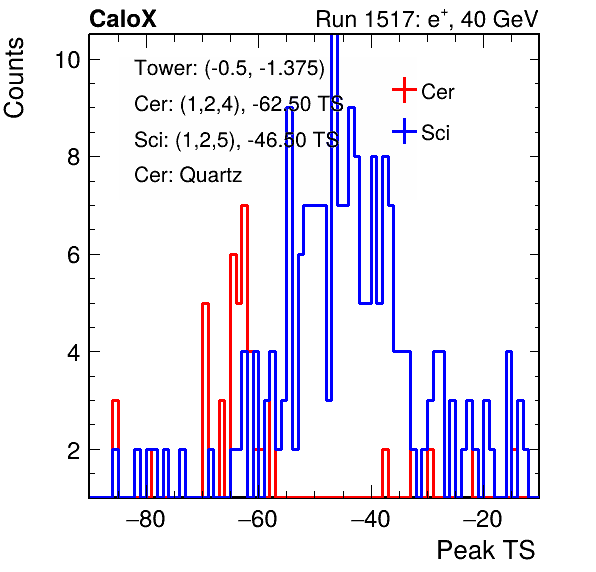 CaloX Run 1517: e⁺, 40 GeV
Counts
Tower: (-0.5, -1.375)
Cer: (1,2,4), -62.50 TS
Sci: (1,2,5), -46.50 TS
Cer: Quartz
Cer
Sci
10
8
6
4
2
−80 −60 −40 −20
Peak TS